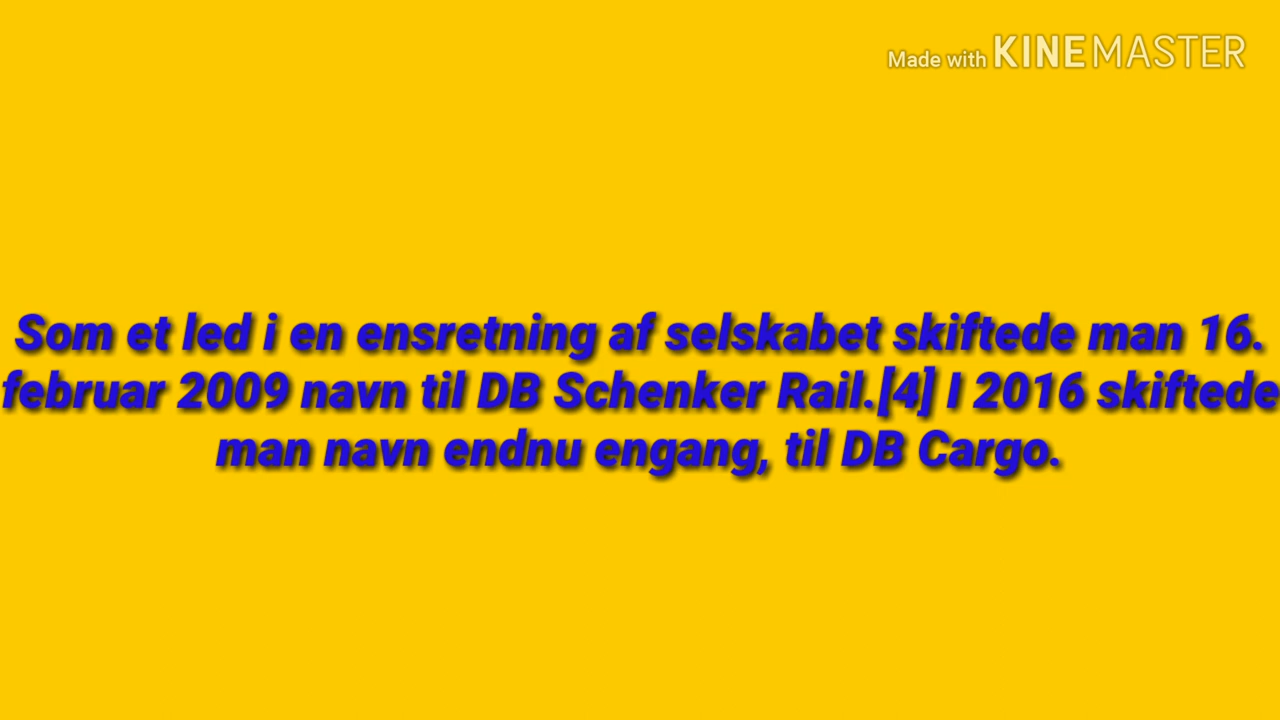 Made with KINEMASTER
Som et led i en ensretning af selskabet skiftede man 16.
februar 2009 navn til DB Schenker Rail.[4] I 2016 skiftede
man navn endnu engang, til DB Cargo.